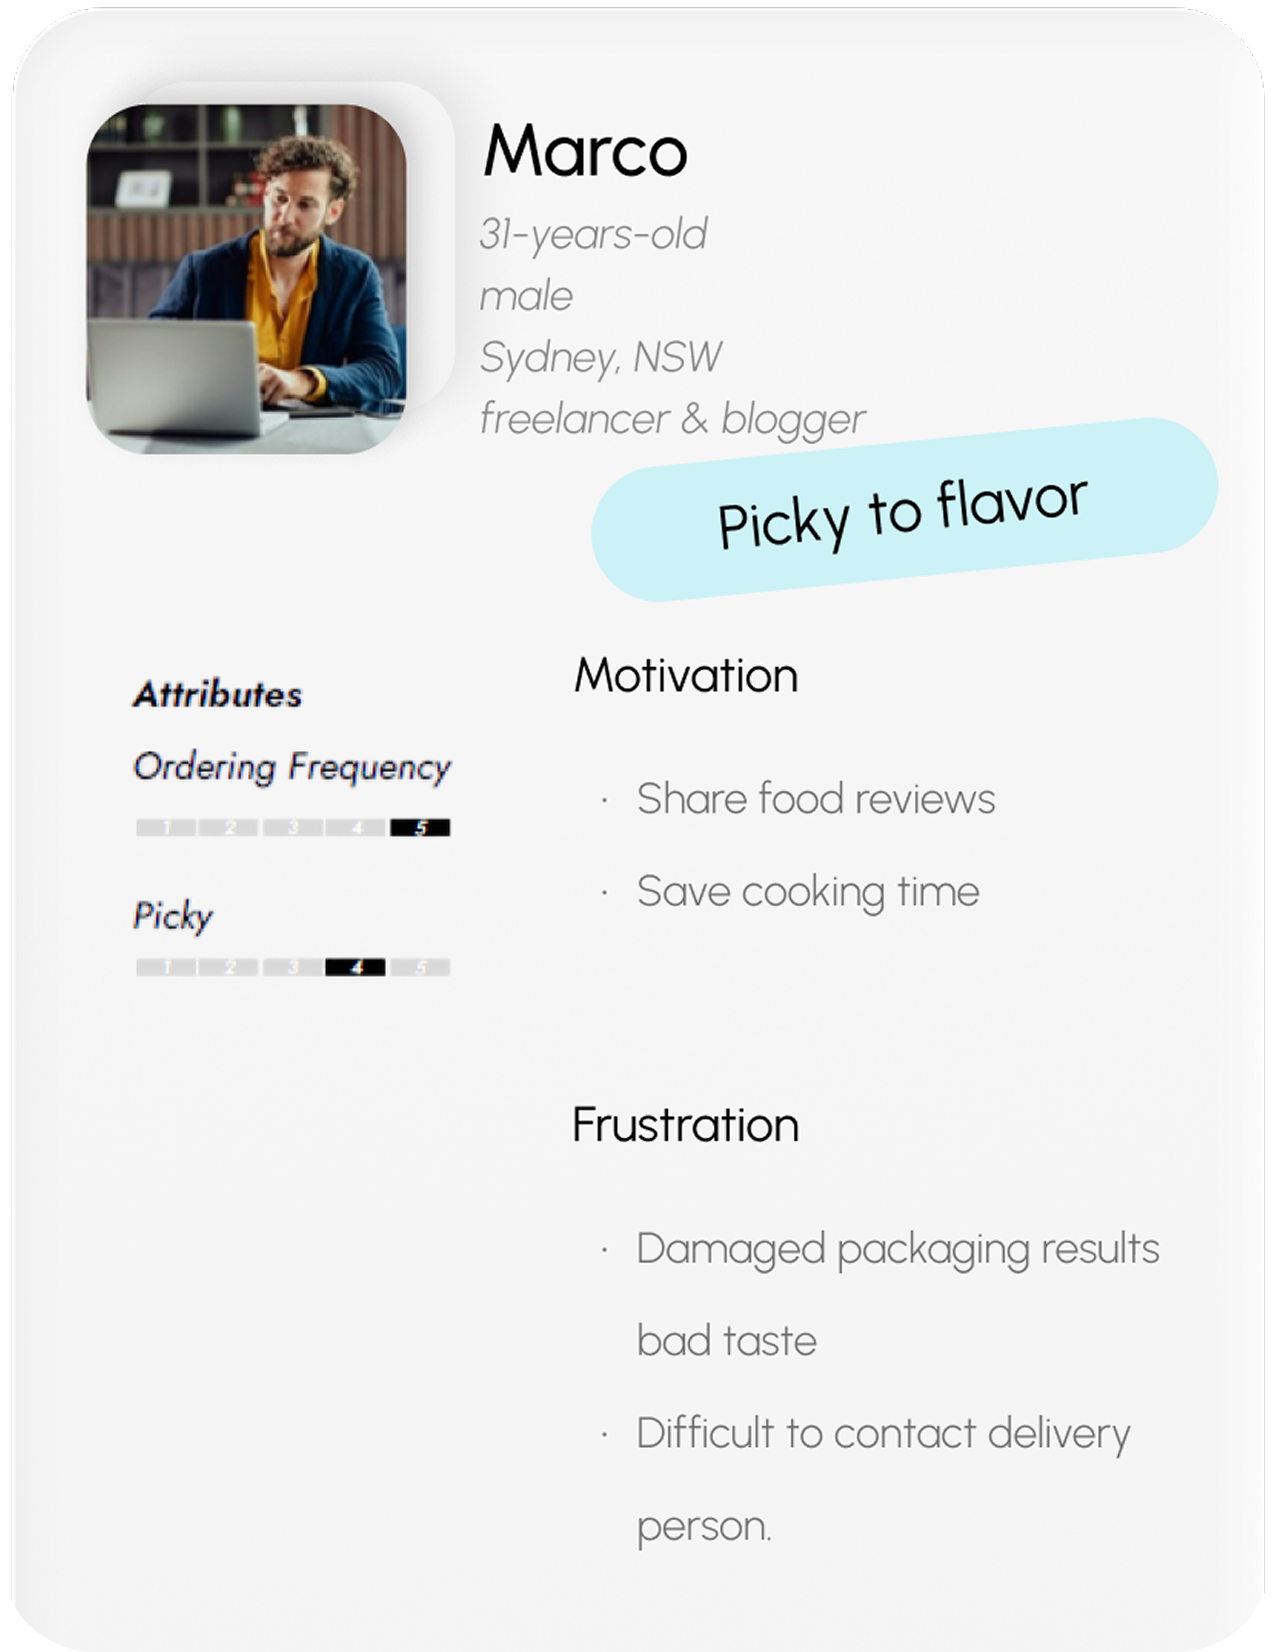 Marco
31-years-old
male
Sydney, NSW
freelancer & blogger
Picky to flavor
Attributes
Ordering Frequency
1 2 3 4 5
Picky
1 2 3 4 5
Motivation
· Share food reviews
· Save cooking time
Frustration
· Damaged packaging results
bad taste
· Difficult to contact delivery
person.